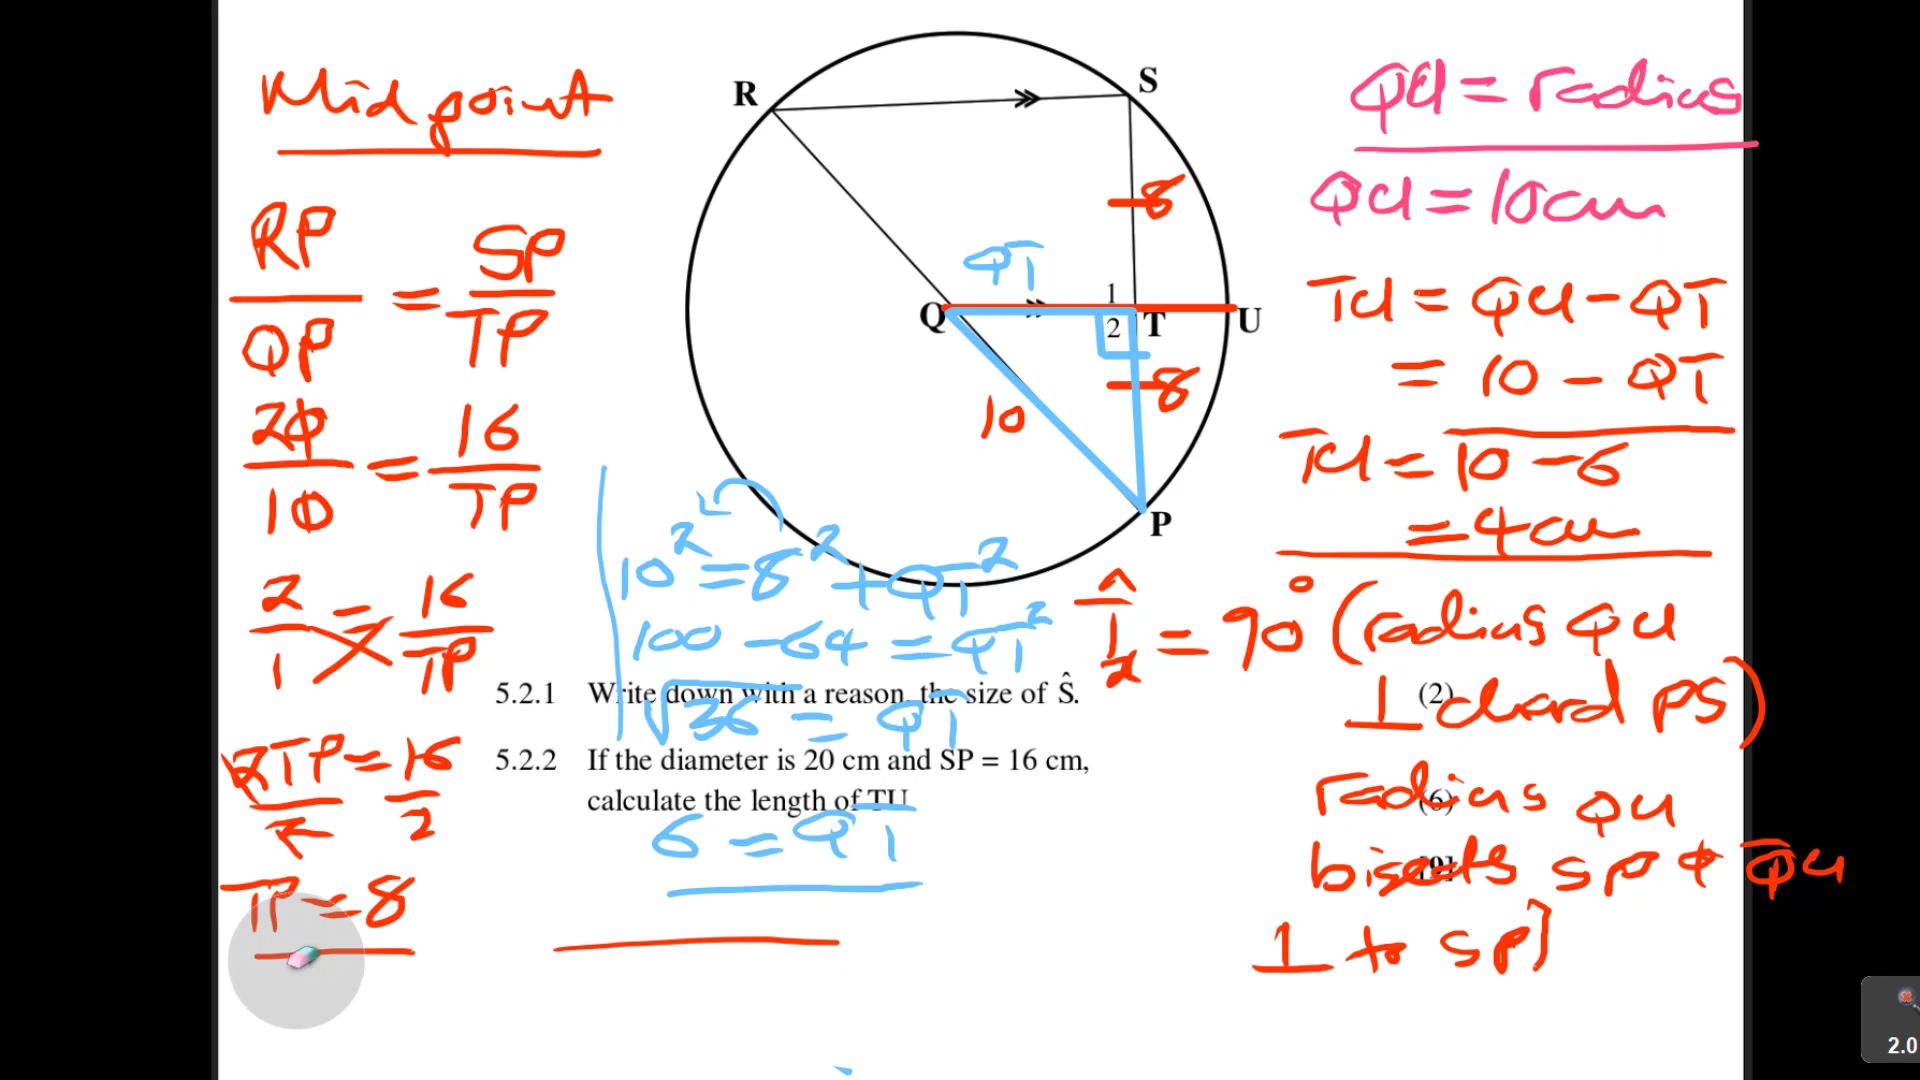 Midpoint
RP/QP = SP/TP
20/10 = 16/TP
2/1 = 16/TP
2TP/2 = 16/2
TP = 8
R
S
8
QT
1
Q
2
T
U
8
10
P
10² = 8² + QT²
100 - 64 = QT²
√36 = QT
6 = QT
5.2.1 Write down with a reason, the size of Ŝ. (2)
5.2.2 If the diameter is 20 cm and SP = 16 cm,
calculate the length of TU (6)
[9]
QU = radius
QU = 10cm
TU = QU - QT
= 10 - QT
TU = 10 - 6
= 4cm
= 90° (radius QU
⊥ chord PS)
radius QU
bisects SP + QU
⊥ to SP]
2.0